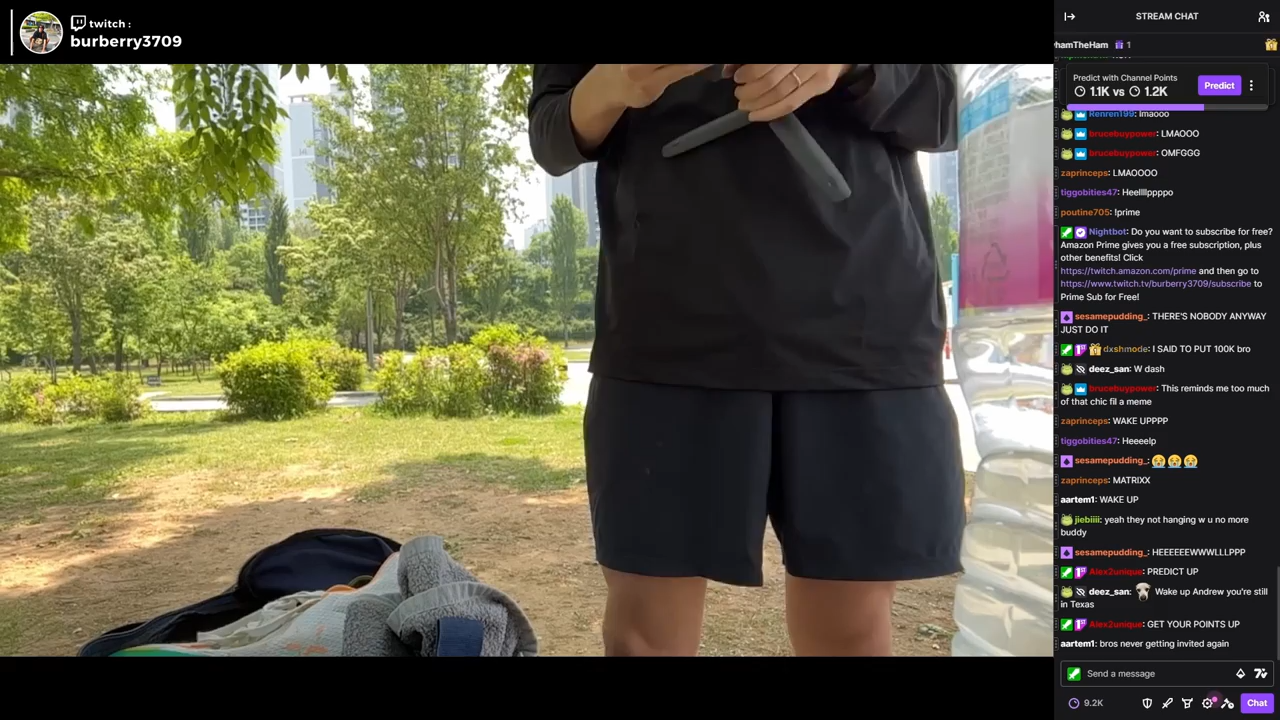 twitch :
burberry3709
STREAM CHAT
hamTheHam 1
Predict with Channel Points
1.1K vs 1.2K
Predict
Renren199: lmaooo
brucebuypower: LMAOOO
brucebuypower: OMFGGG
zaprinceps: LMAOOOO
tiggobities47: Heellllppppo
poutine705: !prime
Nightbot: Do you want to subscribe for free?
Amazon Prime gives you a free subscription, plus
other benefits! Click
https://twitch.amazon.com/prime and then go to
https://www.twitch.tv/burberry3709/subscribe to
Prime Sub for Free!
sesamepudding_: THERE'S NOBODY ANYWAY
JUST DO IT
dxshmode: I SAID TO PUT 100K bro
deez_san: W dash
brucebuypower: This reminds me too much
of that chic fil a meme
zaprinceps: WAKE UPPPP
tiggobities47: Heeeelp
sesamepudding_: 😭😭😭
zaprinceps: MATRIXX
aartem1: WAKE UP
jiebiiii: yeah they not hanging w u no more
buddy
sesamepudding_: HEEEEEEWWWLLLPPP
Alex2unique: PREDICT UP
deez_san: Wake up Andrew you're still
in Texas
Alex2unique: GET YOUR POINTS UP
aartem1: bros never getting invited again
Send a message
9.2K
Chat